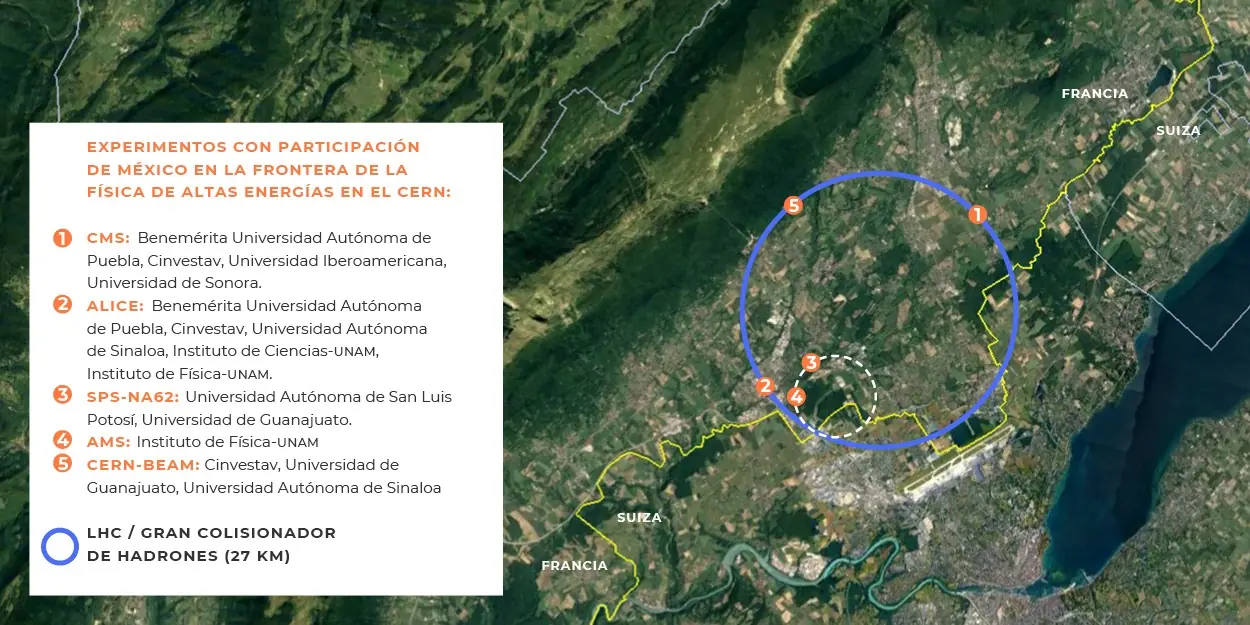 EXPERIMENTOS CON PARTICIPACIÓN
DE MÉXICO EN LA FRONTERA DE LA
FÍSICA DE ALTAS ENERGÍAS EN EL CERN:
1 CMS: Benemérita Universidad Autónoma de
Puebla, Cinvestav, Universidad Iberoamericana,
Universidad de Sonora.
2 ALICE: Benemérita Universidad Autónoma
de Puebla, Cinvestav, Universidad Autónoma
de Sinaloa, Instituto de Ciencias-UNAM,
Instituto de Física-UNAM.
3 SPS-NA62: Universidad Autónoma de San Luis
Potosí, Universidad de Guanajuato.
4 AMS: Instituto de Física-UNAM
5 CERN-BEAM: Cinvestav, Universidad de
Guanajuato, Universidad Autónoma de Sinaloa
LHC / GRAN COLISIONADOR
DE HADRONES (27 KM)
FRANCIA
SUIZA
5
1
3
2
4
SUIZA
FRANCIA